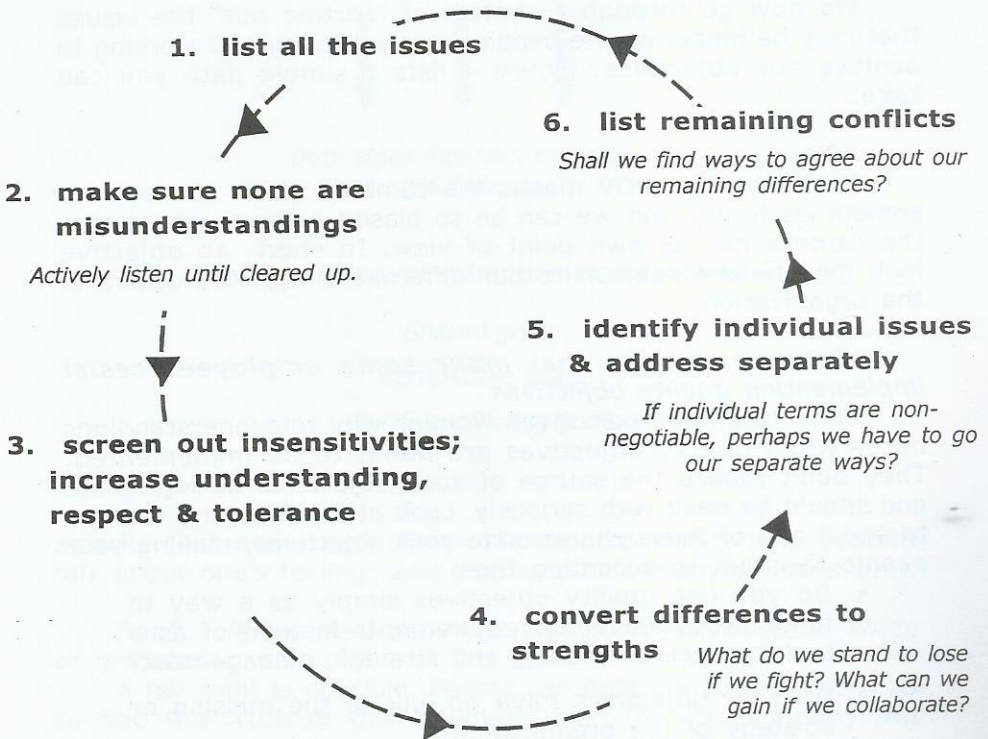 1. list all the issues
2. make sure none are
misunderstandings
Actively listen until cleared up.
3. screen out insensitivities;
increase understanding,
respect & tolerance
4. convert differences to
strengths
What do we stand to lose
if we fight? What can we
gain if we collaborate?
5. identify individual issues
& address separately
If individual terms are non-
negotiable, perhaps we have to go
our separate ways?
6. list remaining conflicts
Shall we find ways to agree about our
remaining differences?